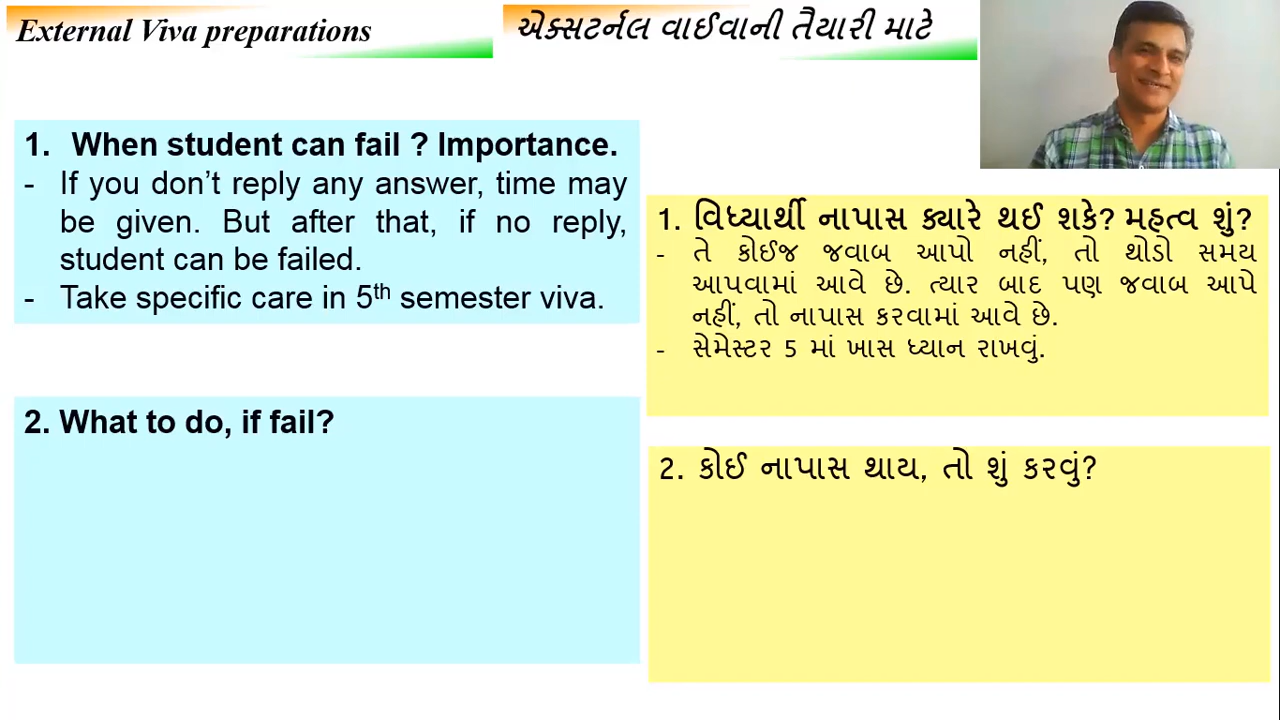 External Viva preparations
એક્સટર્નલ વાઈવાની તૈયારી માટે
1. When student can fail ? Importance.
- If you don’t reply any answer, time may
be given. But after that, if no reply,
student can be failed.
- Take specific care in 5th semester viva.
2. What to do, if fail?
1. વિધ્યાર્થી નાપાસ ક્યારે થઈ શકે? મહત્વ શું?
- તે કોઈજ જવાબ આપો નહીં, તો થોડો સમય
આપવામાં આવે છે. ત્યાર બાદ પણ જવાબ આપે
નહીં, તો નાપાસ કરવામાં આવે છે.
- સેમેસ્ટર 5 માં ખાસ ધ્યાન રાખવું.
2. કોઈ નાપાસ થાય, તો શું કરવું?